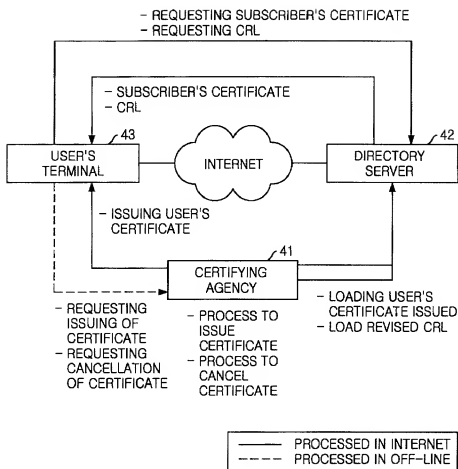 - REQUESTING SUBSCRIBER'S CERTIFICATE
- REQUESTING CRL
- SUBSCRIBER'S CERTIFICATE
- CRL
43
42
USER'S
TERMINAL
INTERNET
DIRECTORY
SERVER
- ISSUING USER'S
CERTIFICATE
41
CERTIFYING
AGENCY
- REQUESTING
ISSUING OF
CERTIFICATE
- REQUESTING
CANCELLATION
OF CERTIFICATE
- PROCESS TO
ISSUE
CERTIFICATE
- PROCESS TO
CANCEL
CERTIFICATE
- LOADING USER'S
CERTIFICATE ISSUED
- LOAD REVISED CRL
PROCESSED IN INTERNET
PROCESSED IN OFF-LINE